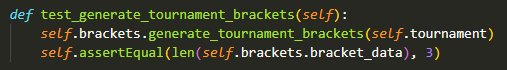 def test_generate_tournament_brackets(self):
    self.brackets.generate_tournament_brackets(self.tournament)
    self.assertEqual(len(self.brackets.bracket_data), 3)